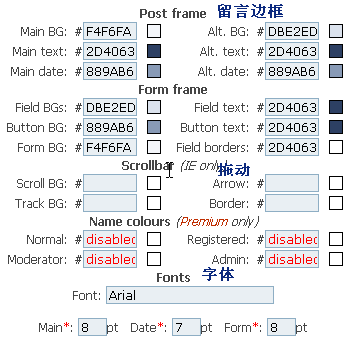 Post frame 留言边框
Main BG: # F4F6FA Alt. BG: # DBE2ED
Main text: # 2D4063 Alt. text: # 2D4063
Main date: # 889AB6 Alt. date: # 889AB6
Form frame
Field BGs: # DBE2ED Field text: # 2D4063
Button BG: # 889AB6 Button text: # 2D4063
Form BG: # F4F6FA Field borders: # 2D4063
Scrollbar (IE only) 拖动
Scroll BG: # Arrow: #
Track BG: # Border: #
Name colours (Premium only)
Normal: # disabled Registered: # disabled
Moderator: # disabled Admin: # disabled
Fonts 字体
Font: Arial
Main*: 8 pt Date*: 7 pt Form*: 8 pt